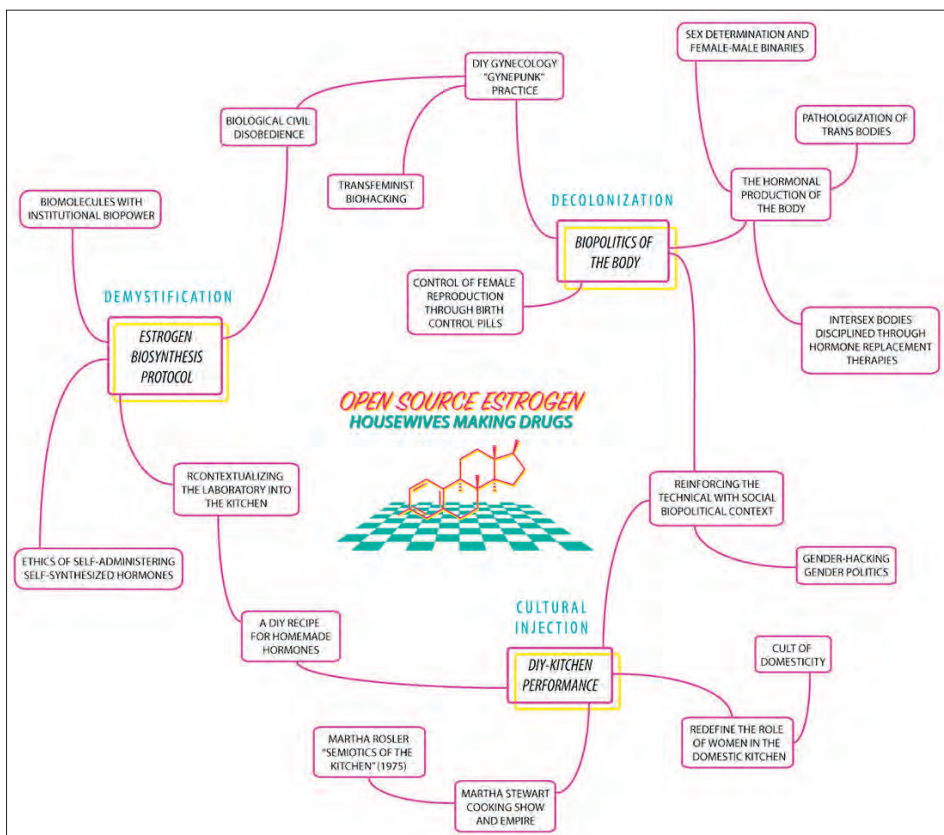 SEX DETERMINATION AND
FEMALE-MALE BINARIES
DIY GYNECOLOGY
"GYNEPUNK"
PRACTICE
BIOLOGICAL CIVIL
DISOBEDIENCE
PATHOLOGIZATION OF
TRANS BODIES
TRANSFEMINIST
BIOHACKING
THE HORMONAL
PRODUCTION OF
THE BODY
BIOMOLECULES WITH
INSTITUTIONAL BIOPOWER
DECOLONIZATION
BIOPOLITICS OF
THE BODY
CONTROL OF FEMALE
REPRODUCTION
THROUGH BIRTH
CONTROL PILLS
DEMYSTIFICATION
ESTROGEN
BIOSYNTHESIS
PROTOCOL
INTERSEX BODIES
DISCIPLINED THROUGH
HORMONE REPLACEMENT
THERAPIES
OPEN SOURCE ESTROGEN
HOUSEWIVES MAKING DRUGS
RCONTEXTUALIZING
THE LABORATORY INTO
THE KITCHEN
REINFORCING THE
TECHNICAL WITH SOCIAL
BIOPOLITICAL CONTEXT
ETHICS OF SELF-ADMINISTERING
SELF-SYNTHESIZED HORMONES
GENDER-HACKING
GENDER POLITICS
A DIY RECIPE
FOR HOMEMADE
HORMONES
CULTURAL
INJECTION
DIY-KITCHEN
PERFORMANCE
CULT OF
DOMESTICITY
REDEFINE THE ROLE
OF WOMEN IN THE
DOMESTIC KITCHEN
MARTHA ROSLER
"SEMIOTICS OF THE
KITCHEN" (1975)
MARTHA STEWART
COOKING SHOW
AND EMPIRE